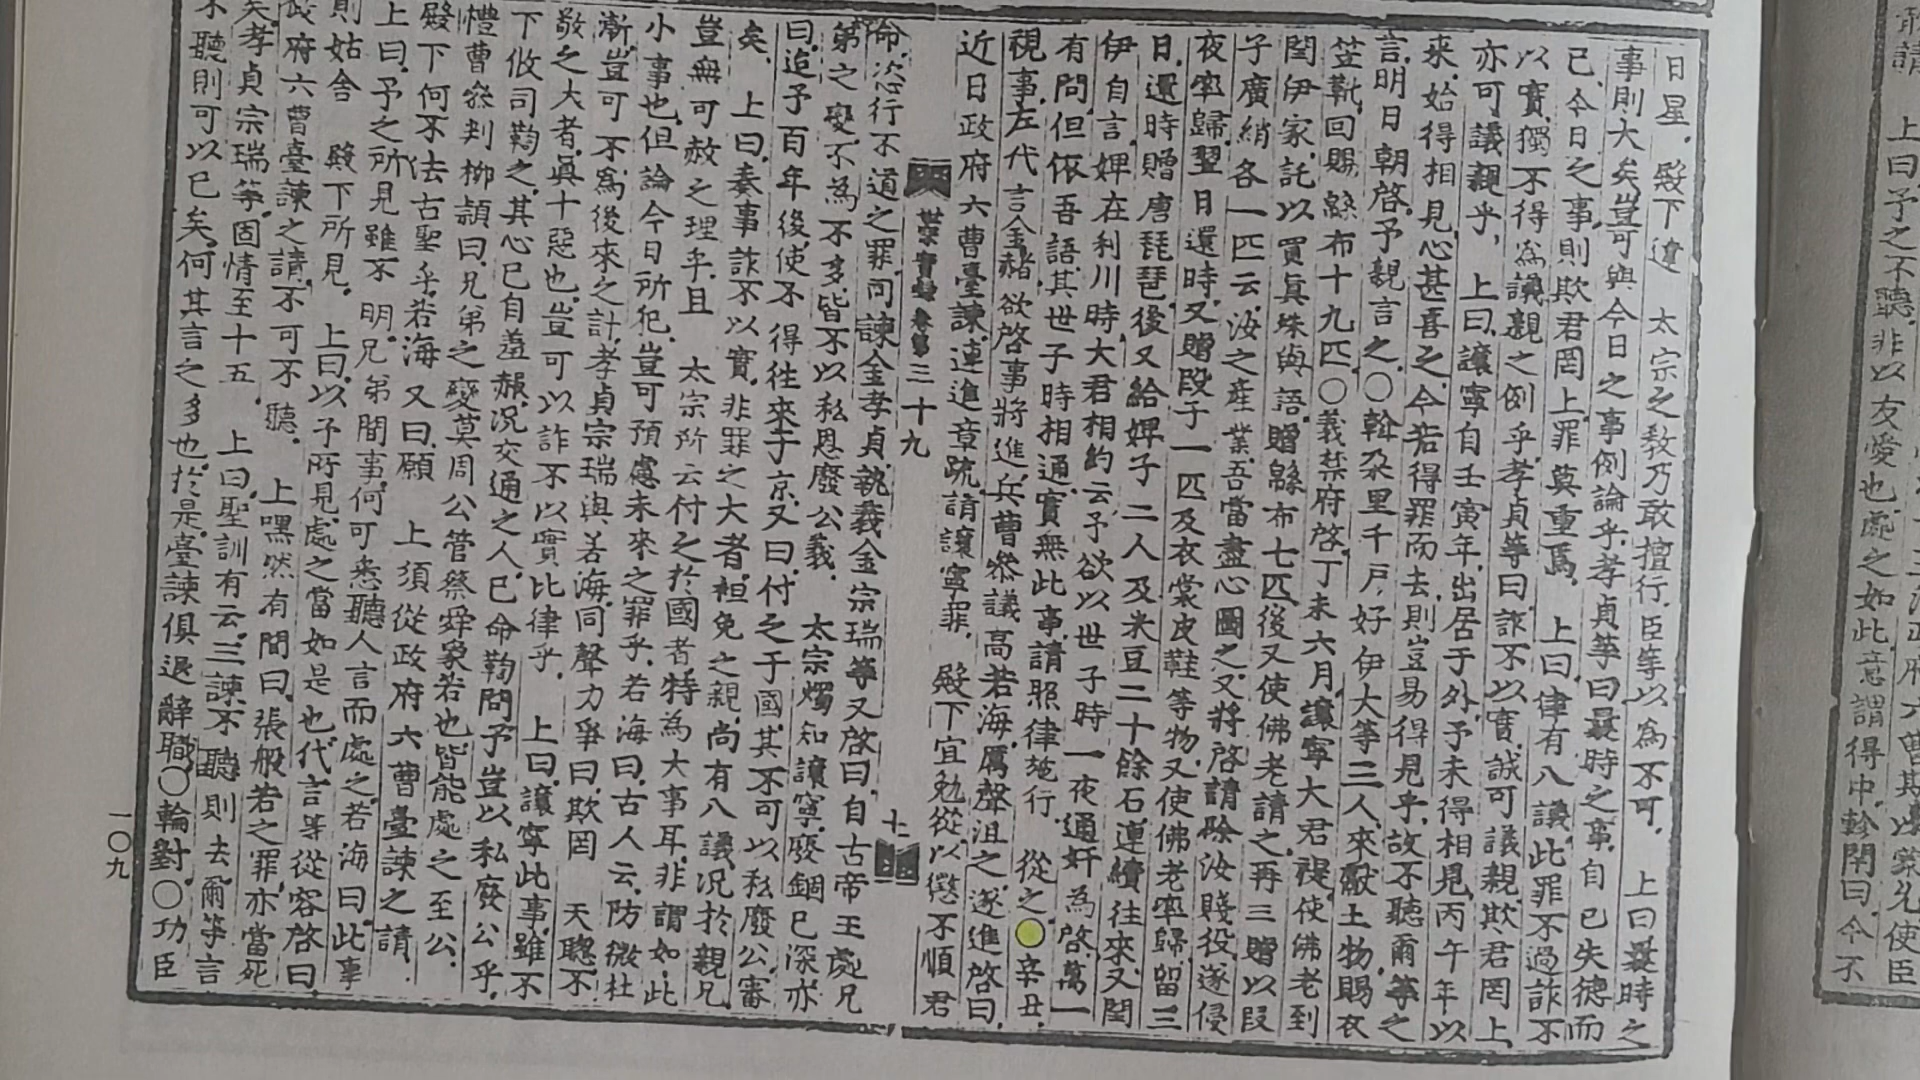 日星. 殿下違 太宗之敎乃敢擅行. 臣等以爲不可. 上曰曩時之
事則大矣豈可與今日之事例論乎孝貞等曰曩時之事. 自己失德而
已. 今日之事. 則欺君罔上. 罪莫重焉. 上曰律有八議. 此罪不過詐不
以實. 獨不得爲議親之例乎. 孝貞等曰. 詐不以實. 誠可議親. 欺君罔上.
亦可議親乎. 上曰. 讓寧自壬寅年. 出居于外. 予未得相見. 丙午年以
來. 始得相見. 心甚喜之. 今若得罪而去. 則豈易得見乎. 故不聽爾等之
言. 明日朝啓. 予親言之. ○斡朶里千戶. 好伊大等三人. 來獻土物. 賜衣
笠靴. 回賜緜布十九匹. ○義禁府啓. 丁未六月. 讓寧大君禔. 使佛老到
閏伊家. 託以買眞珠與語. 贈緜布七匹. 後又使佛老請之. 再三贈以段
子廣綃各一匹云. 汝之産業. 吾當盡心圖之. 又將啓請除汝賤役. 遂侵
夜率歸. 翌日還時. 又贈段子一匹及衣裳皮鞋等物. 又使佛老率歸. 留三
日. 還時贈唐琵琶. 後又給婢子二人及米豆二十餘石. 連續往來. 又閏
伊自言. 婢在利川時. 大君相約云. 予欲以世子時一夜通奸爲啓. 萬一
有問. 但依吾語. 其世子時相通. 實無此事. 請照律施行. 從之. ○辛丑.
視事. 左代言金赭欲啓事將進. 兵曹參議高若海. 厲聲沮之. 遂進啓曰.
近日政府六曹臺諫. 連進章疏. 請讓寧罪. 殿下宜勉從. 以懲不順君
世宗實錄卷第三十九 十一
命. 恣行不道之罪. 司諫金孝貞. 執義金宗瑞等又啓曰. 自古帝王處兄
弟之變. 不爲不多. 皆不以私恩廢公義. 太宗燭知讓寧. 廢錮已深. 亦
曰. 迨予百年後. 使不得往來于京. 又曰. 付之于國. 其不可以私廢公. 審
矣. 上曰. 奏事詐不以實. 非罪之大者. 袒免之親. 尙有八議. 況於親兄
豈無可赦之理乎. 且 太宗所云付之於國者. 特爲大事耳. 非謂如此
小事也. 但論今日所犯. 豈可預慮未來之罪乎. 若海曰. 古人云. 防微杜
漸. 豈可不爲後來之計. 孝貞宗瑞與若海. 同聲力爭曰. 欺罔 天聰. 不
敬之大者. 眞十惡也. 豈可以詐不以實比律乎. 上曰. 讓寧此事. 雖不
下攸司鞫之. 其心已自羞赧. 況交通之人. 已命鞫問. 予豈以私廢公乎.
禮曹參判柳穎曰. 兄弟之變. 莫周公管蔡舜象若也. 皆能處之至公.
殿下何不法古聖乎. 若海又曰. 願 上須從政府六曹臺諫之請.
上曰. 予之所見雖不明. 兄弟間事. 何可悉聽人言而處之. 若海曰. 此事
則姑舍 殿下所見. 上曰. 以予所見. 處之當如是也. 代言等從容啓曰.
政府六曹臺諫之請. 不可不聽. 上嘿然有間曰. 張般若之罪. 亦當死
矣. 孝貞宗瑞等. 固情至十五. 上曰. 聖訓有云. 三諫不聽則去. 爾等言
不聽則可以已矣. 何其言之多也. 於是. 臺諫俱退辭職. ○輪對. ○功臣
一〇九